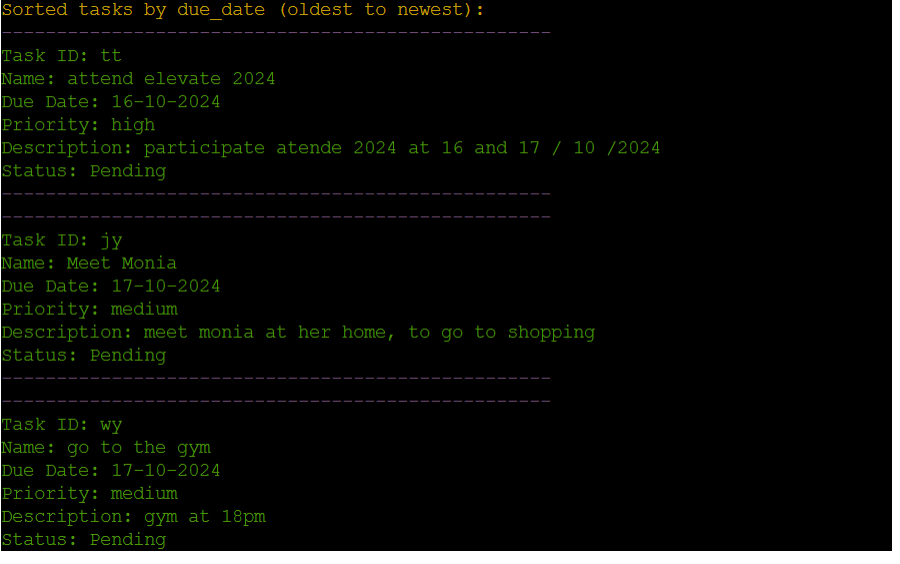 Sorted tasks by due_date (oldest to newest):
--------------------------------------------------
Task ID: tt
Name: attend elevate 2024
Due Date: 16-10-2024
Priority: high
Description: participate atende 2024 at 16 and 17 / 10 /2024
Status: Pending
--------------------------------------------------
--------------------------------------------------
Task ID: jy
Name: Meet Monia
Due Date: 17-10-2024
Priority: medium
Description: meet monia at her home, to go to shopping
Status: Pending
--------------------------------------------------
--------------------------------------------------
Task ID: wy
Name: go to the gym
Due Date: 17-10-2024
Priority: medium
Description: gym at 18pm
Status: Pending